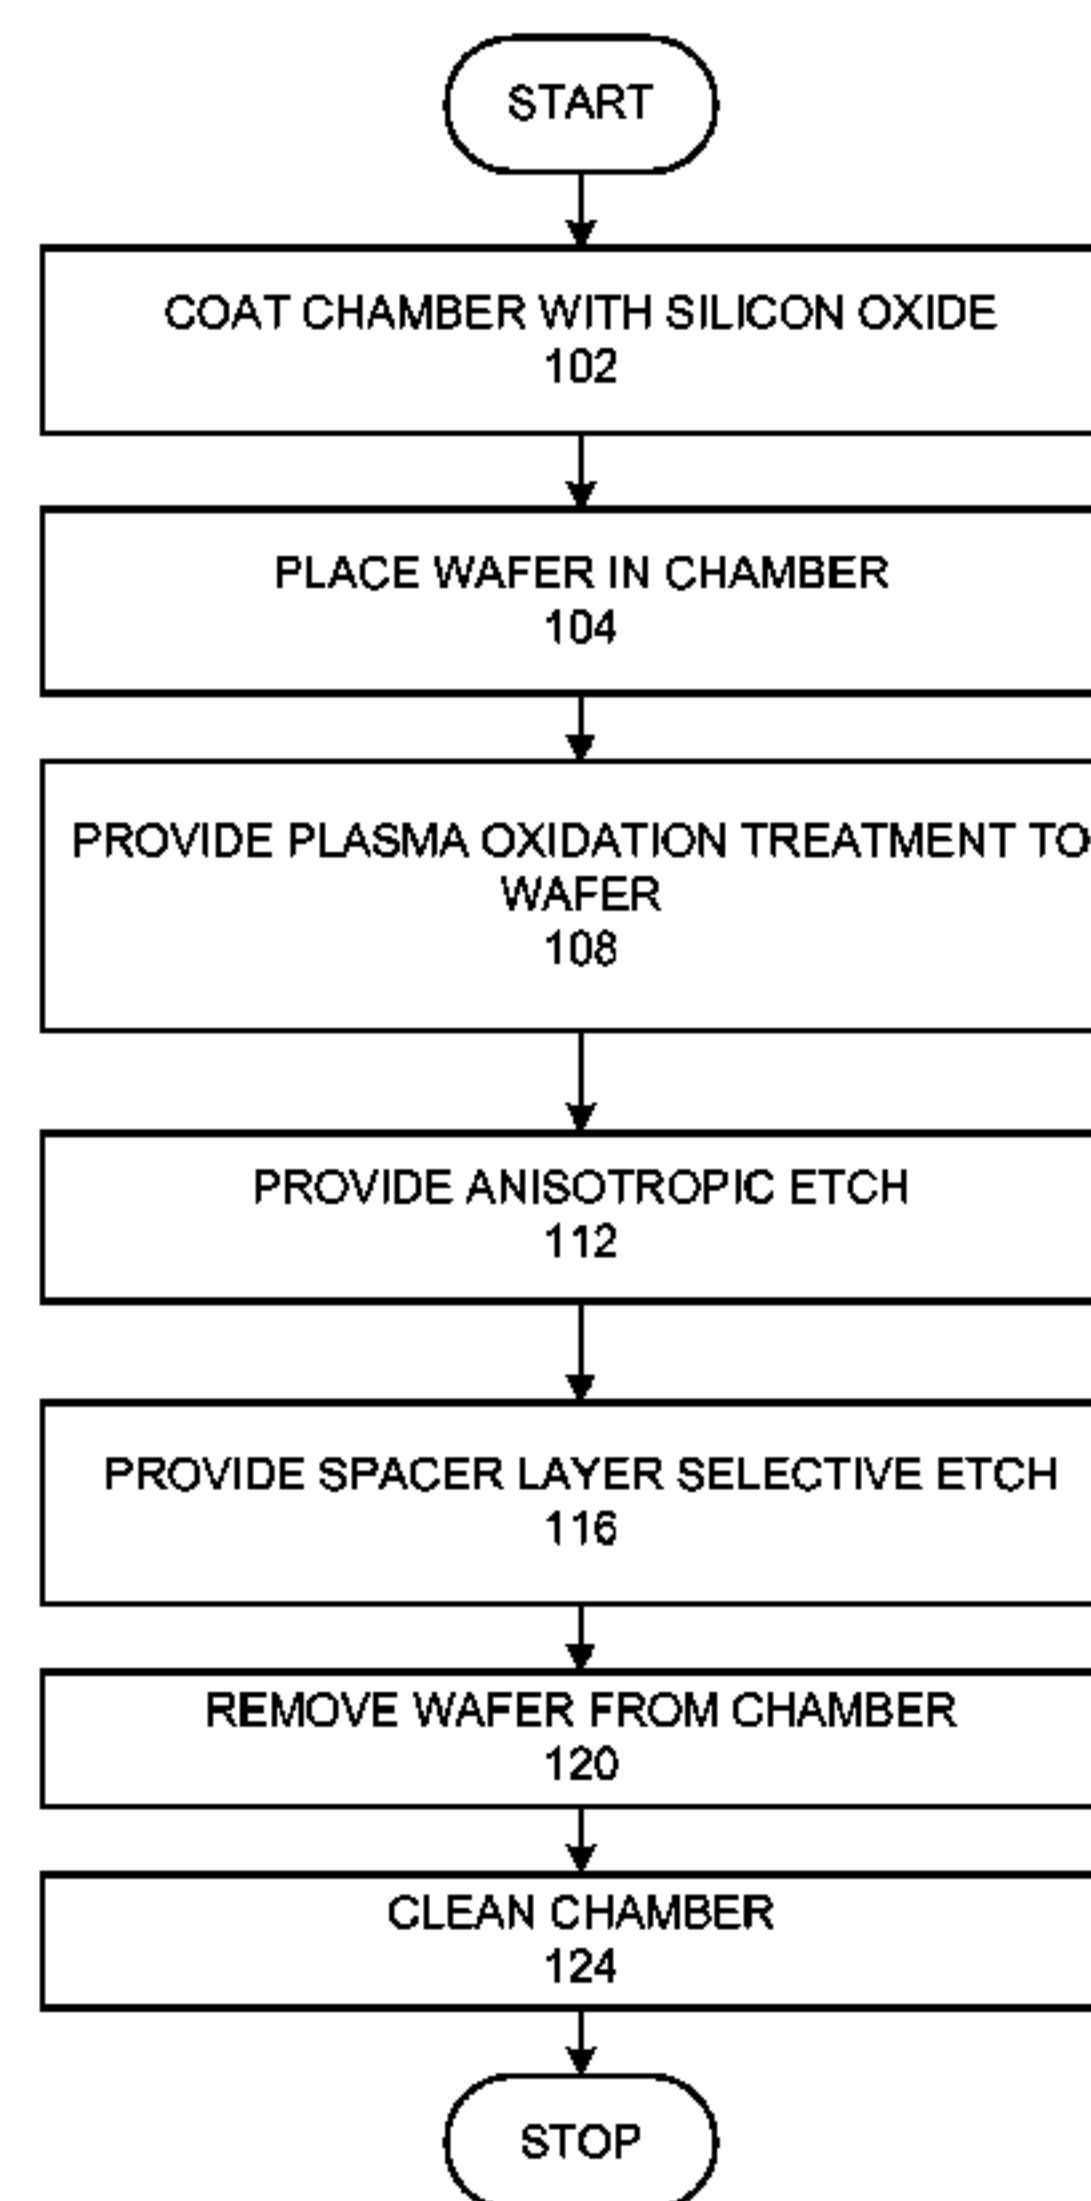 START
COAT CHAMBER WITH SILICON OXIDE
102
PLACE WAFER IN CHAMBER
104
PROVIDE PLASMA OXIDATION TREATMENT TO
WAFER
108
PROVIDE ANISOTROPIC ETCH
112
PROVIDE SPACER LAYER SELECTIVE ETCH
116
REMOVE WAFER FROM CHAMBER
120
CLEAN CHAMBER
124
STOP